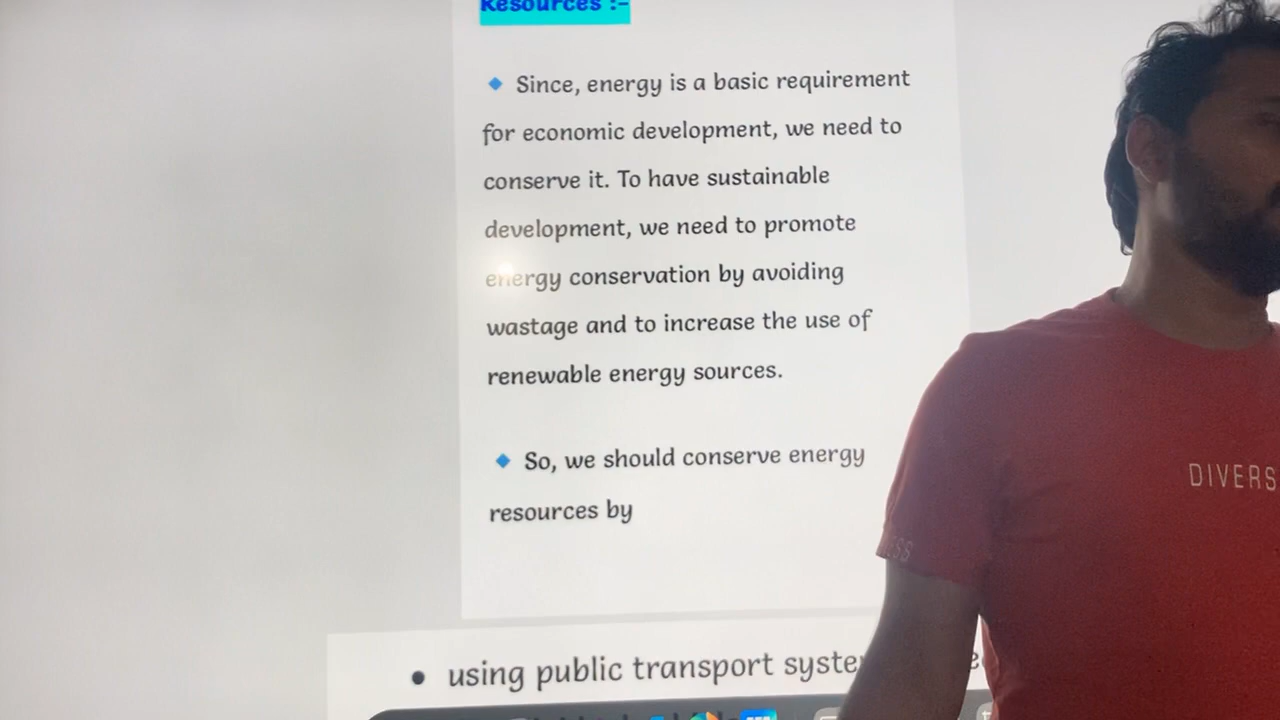 Resources :-
Since, energy is a basic requirement
for economic development, we need to
conserve it. To have sustainable
development, we need to promote
energy conservation by avoiding
wastage and to increase the use of
renewable energy sources.
So, we should conserve energy
resources by
using public transport
DIVERS